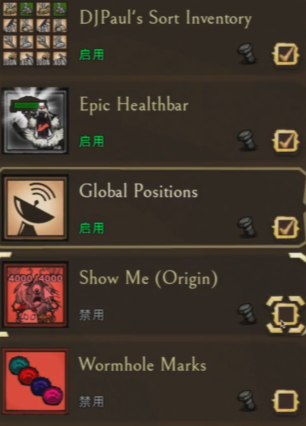 DJPaul's Sort Inventory
启用
Epic Healthbar
启用
Global Positions
启用
4000/4000
Show Me (Origin)
禁用
Wormhole Marks
禁用